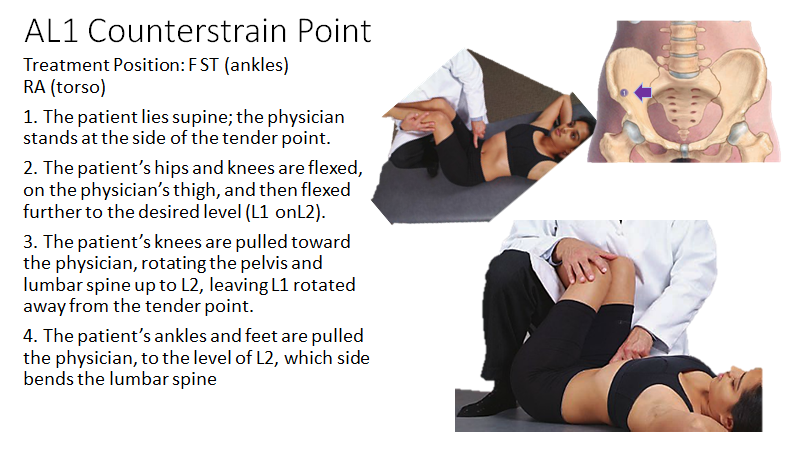 AL1 Counterstrain Point
Treatment Position: F ST (ankles)
RA (torso)
1. The patient lies supine; the physician
stands at the side of the tender point.
2. The patient's hips and knees are flexed,
on the physician's thigh, and then flexed
further to the desired level (L1 onL2).
3. The patient's knees are pulled toward
the physician, rotating the pelvis and
lumbar spine up to L2, leaving L1 rotated
away from the tender point.
4. The patient's ankles and feet are pulled
the physician, to the level of L2, which side
bends the lumbar spine
1